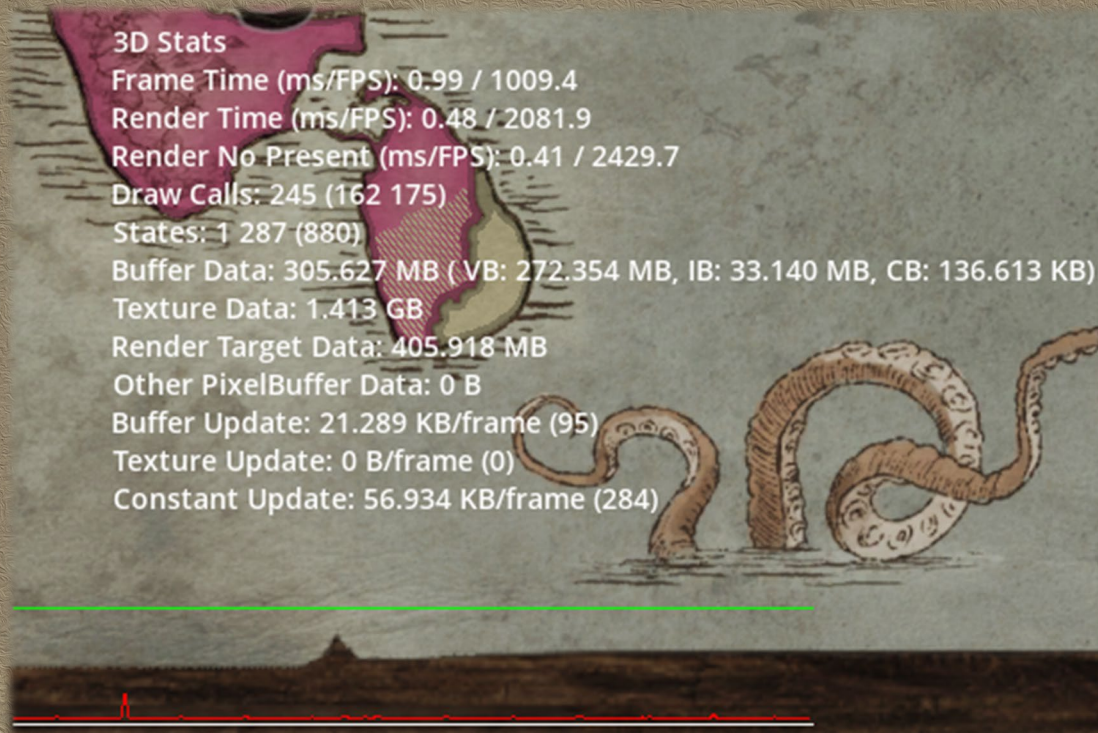 3D Stats
Frame Time (ms/FPS): 0.99 / 1009.4
Render Time (ms/FPS): 0.48 / 2081.9
Render No Present (ms/FPS): 0.41 / 2429.7
Draw Calls: 245 (162 175)
States: 1 287 (880)
Buffer Data: 305.627 MB ( VB: 272.354 MB, IB: 33.140 MB, CB: 136.613 KB)
Texture Data: 1.413 GB
Render Target Data: 405.918 MB
Other PixelBuffer Data: 0 B
Buffer Update: 21.289 KB/frame (95)
Texture Update: 0 B/frame (0)
Constant Update: 56.934 KB/frame (284)